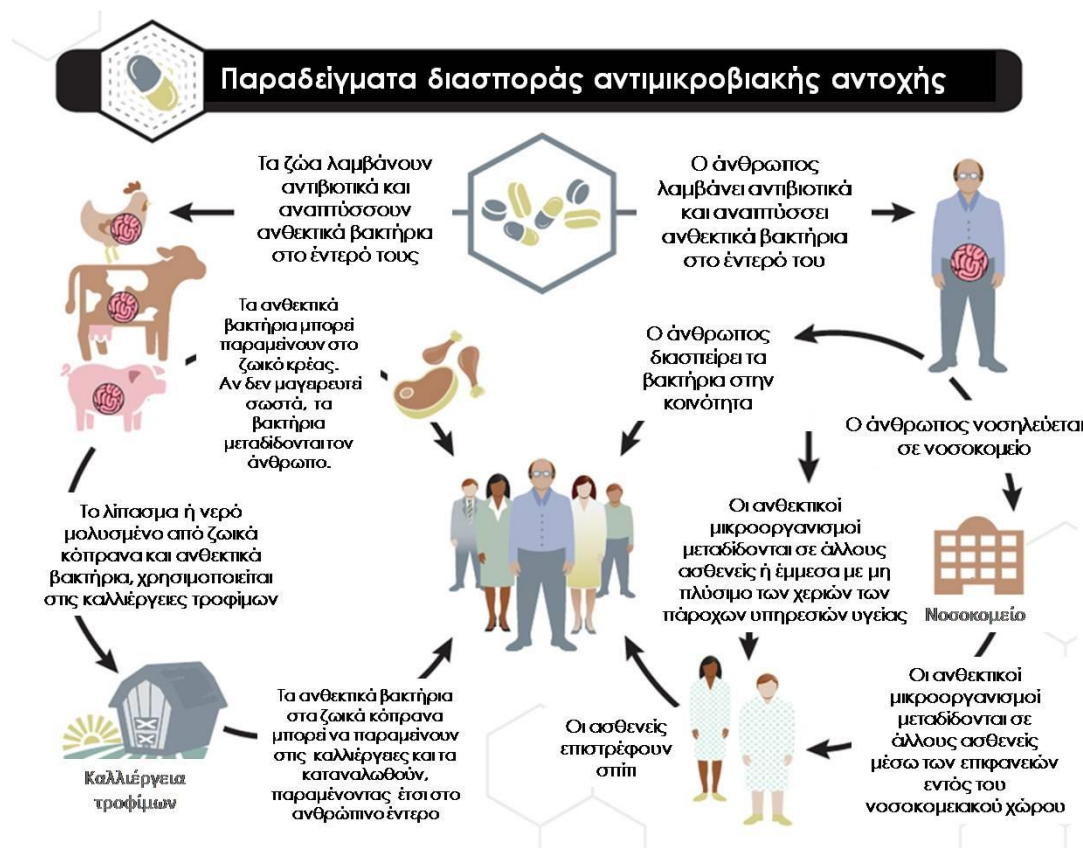 Παραδείγματα διασποράς αντιμικροβιακής αντοχής
Τα ζώα λαμβάνουν
αντιβιοτικά και
αναπτύσσουν
ανθεκτικά βακτήρια
στο έντερό τους
Ο άνθρωπος
λαμβάνει αντιβιοτικά
και αναπτύσσει
ανθεκτικά βακτήρια
στο έντερό του
Τα ανθεκτικά
βακτήρια μπορεί
παραμείνουν στο
ζωικό κρέας.
Αν δεν μαγειρευτεί
σωστά, τα
βακτήρια
μεταδίδονται τον
άνθρωπο.
Ο άνθρωπος
διασπείρει τα
βακτήρια στην
κοινότητα
Ο άνθρωπος νοσηλεύεται
σε νοσοκομείο
Το λίπασμα ή νερό
μολυσμένο από ζωικά
κόπρανα και ανθεκτικά
βακτήρια, χρησιμοποιείται
στις καλλιέργειες τροφίμων
Οι ανθεκτικοί
μικροοργανισμοί
μεταδίδονται σε άλλους
ασθενείς ή έμμεσα με μη
πλύσιμο των χεριών των
πάροχων υπηρεσιών υγείας
Νοσοκομείο
Καλλιέργεια
τροφίμων
Τα ανθεκτικά βακτήρια
στα ζωικά κόπρανα
μπορεί να παραμείνουν
στις καλλιέργες και τα
καταναλωθούν,
παραμένοντας έτσι στο
ανθρώπινο έντερο
Οι ασθενείς
επιστρέφουν
σπίτι
Οι ανθεκτικοί
μικροοργανισμοί
μεταδίδονται σε
άλλους ασθενείς
μέσω των επιφανειών
εντός του
νοσοκομειακού χώρου